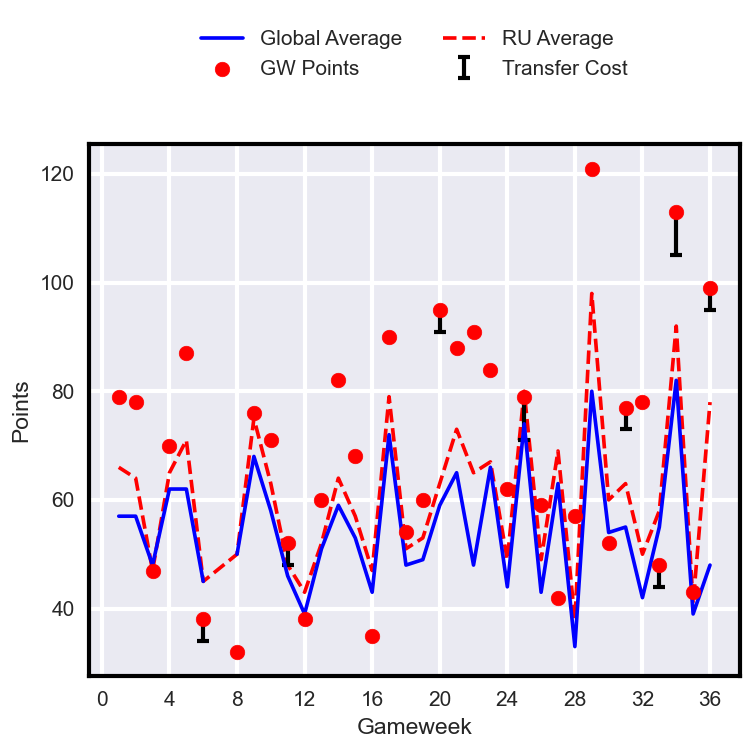 Global Average RU Average
GW Points Transfer Cost
120
100
80
60
40
Points
0 4 8 12 16 20 24 28 32 36
Gameweek